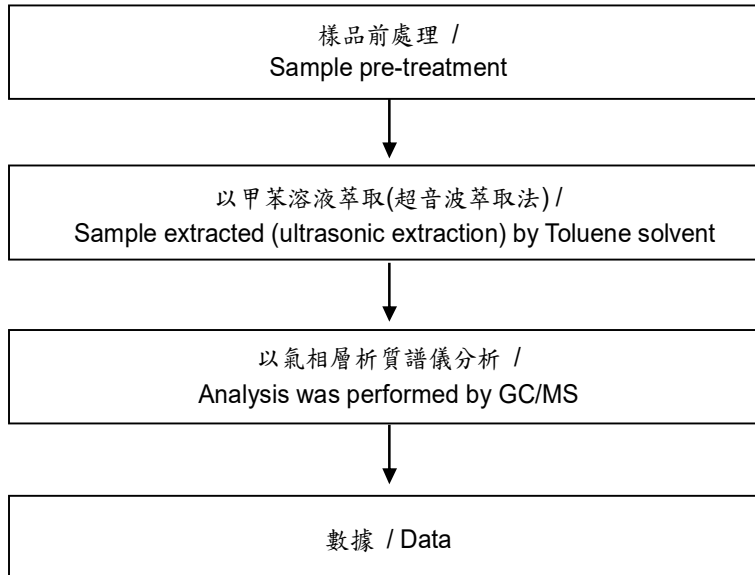 樣品前處理 /
Sample pre-treatment
以甲苯溶液萃取(超音波萃取法) /
Sample extracted (ultrasonic extraction) by Toluene solvent
以氣相層析質譜儀分析 /
Analysis was performed by GC/MS
數據 / Data